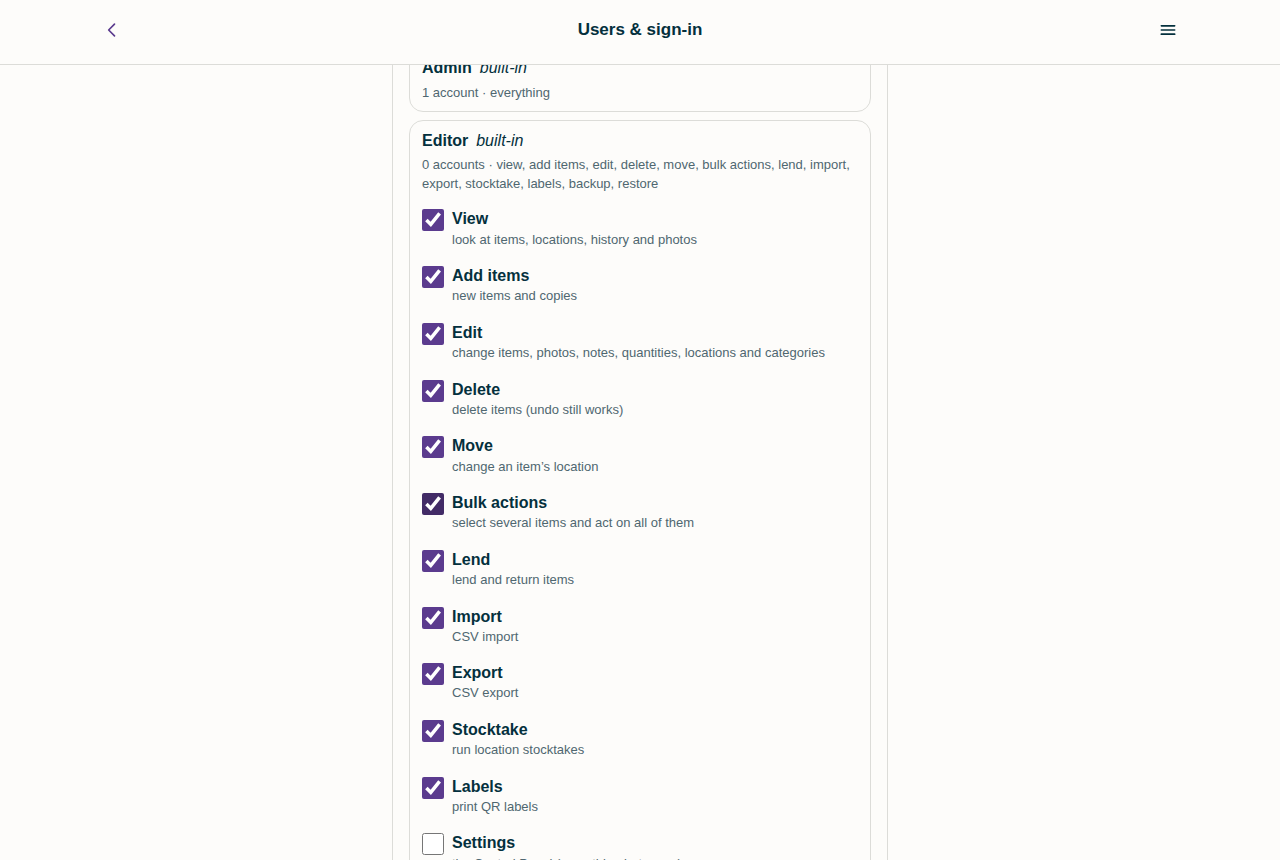 Users & sign-in
Admin built-in
1 account · everything
Editor built-in
0 accounts · view, add items, edit, delete, move, bulk actions, lend, import,
export, stocktake, labels, backup, restore
View
look at items, locations, history and photos
Add items
new items and copies
Edit
change items, photos, notes, quantities, locations and categories
Delete
delete items (undo still works)
Move
change an item’s location
Bulk actions
select several items and act on all of them
Lend
lend and return items
Import
CSV import
Export
CSV export
Stocktake
run location stocktakes
Labels
print QR labels
Settings